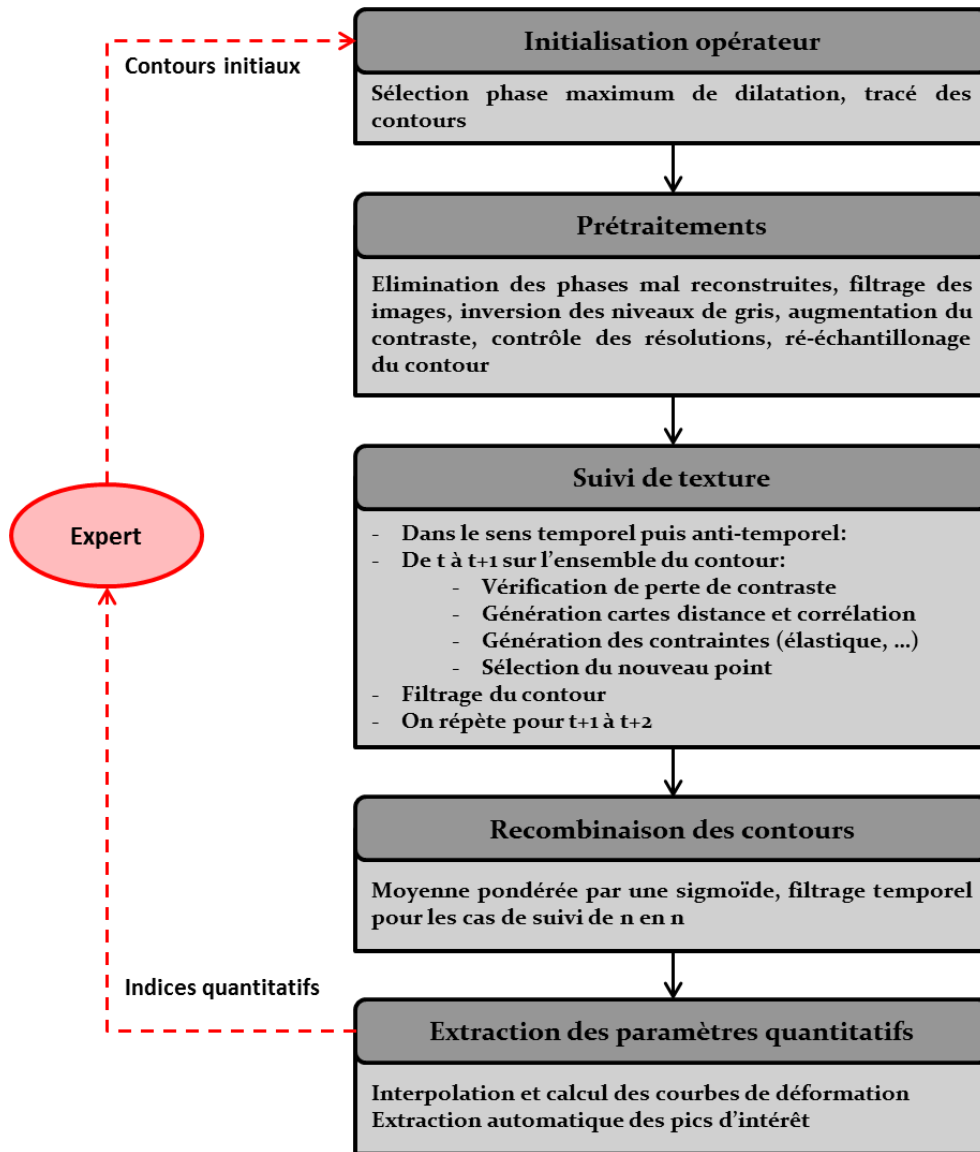 Initialisation opérateur
Contours initiaux
Sélection phase maximum de dilatation, tracé des
contours
Prétraitements
Elimination des phases mal reconstruites, filtrage des
images, inversion des niveaux de gris, augmentation du
contraste, contrôle des résolutions, ré-échantillonage
du contour
Suivi de texture
Expert
- Dans le sens temporel puis anti-temporel:
- De t à t+1 sur l'ensemble du contour:
- Vérification de perte de contraste
- Génération cartes distance et corrélation
- Génération des contraintes (élastique, ...)
- Sélection du nouveau point
- Filtrage du contour
- On répète pour t+1 à t+2
Recombinaison des contours
Moyenne pondérée par une sigmoïde, filtrage temporel
pour les cas de suivi de n en n
Indices quantitatifs
Extraction des paramètres quantitatifs
Interpolation et calcul des courbes de déformation
Extraction automatique des pics d'intérêt